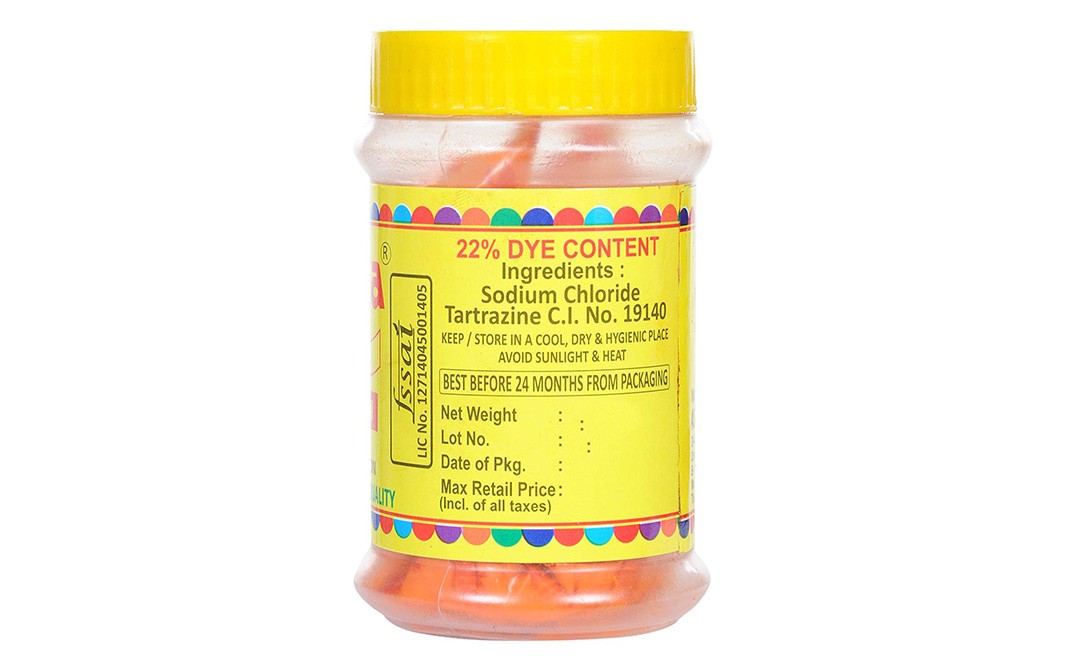 22% DYE CONTENT
Ingredients :
Sodium Chloride
Tartrazine C.I. No. 19140
KEEP / STORE IN A COOL, DRY & HYGIENIC PLACE
AVOID SUNLIGHT & HEAT
BEST BEFORE 24 MONTHS FROM PACKAGING
Net Weight : :
Lot No. : :
Date of Pkg. :
Max Retail Price :
(Incl. of all taxes)
fssai
LIC No. 12714045001405
®